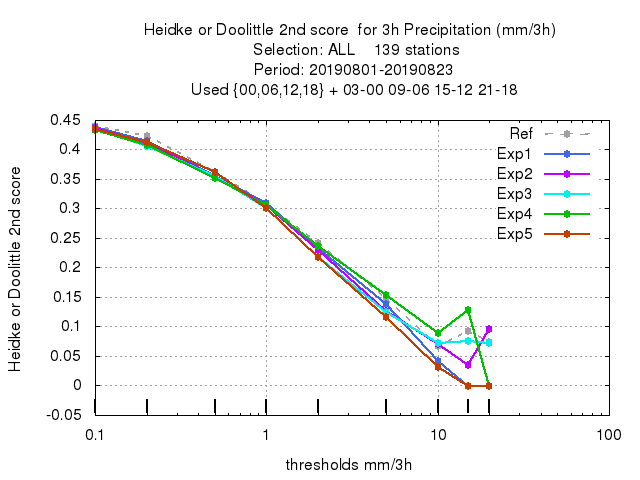 Heidke or Doolittle 2nd score  for 3h Precipitation (mm/3h)
Selection: ALL    139 stations
Period: 20190801-20190823
Used {00,06,12,18} + 03-00 09-06 15-12 21-18
Heidke or Doolittle 2nd score
0.45
0.4
0.35
0.3
0.25
0.2
0.15
0.1
0.05
0
-0.05
Ref
Exp1
Exp2
Exp3
Exp4
Exp5
0.1 1 10 100
thresholds mm/3h